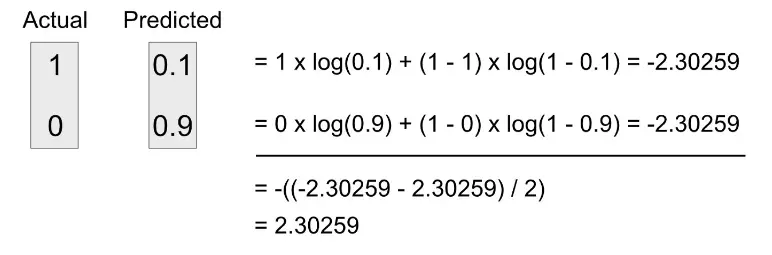 Actual Predicted
1 0.1 = 1 x log(0.1) + (1 - 1) x log(1 - 0.1) = -2.30259
0 0.9 = 0 x log(0.9) + (1 - 0) x log(1 - 0.9) = -2.30259
= -((-2.30259 - 2.30259) / 2)
= 2.30259